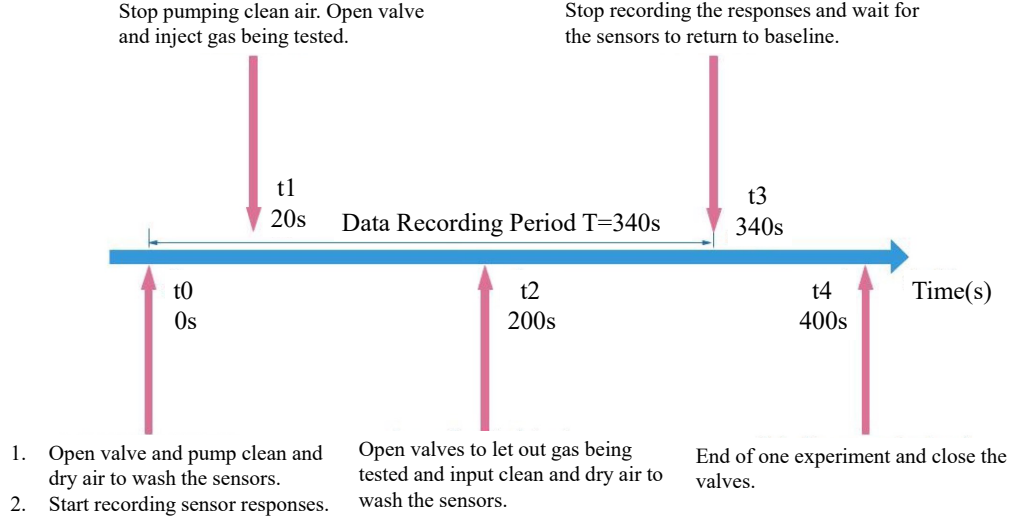 Stop pumping clean air. Open valve
and inject gas being tested.
Stop recording the responses and wait for
the sensors to return to baseline.
t1
20s
Data Recording Period T=340s
t3
340s
t0
0s
t2
200s
t4
400s
Time(s)
1. Open valve and pump clean and
dry air to wash the sensors.
2. Start recording sensor responses.
Open valves to let out gas being
tested and input clean and dry air to
wash the sensors.
End of one experiment and close the
valves.